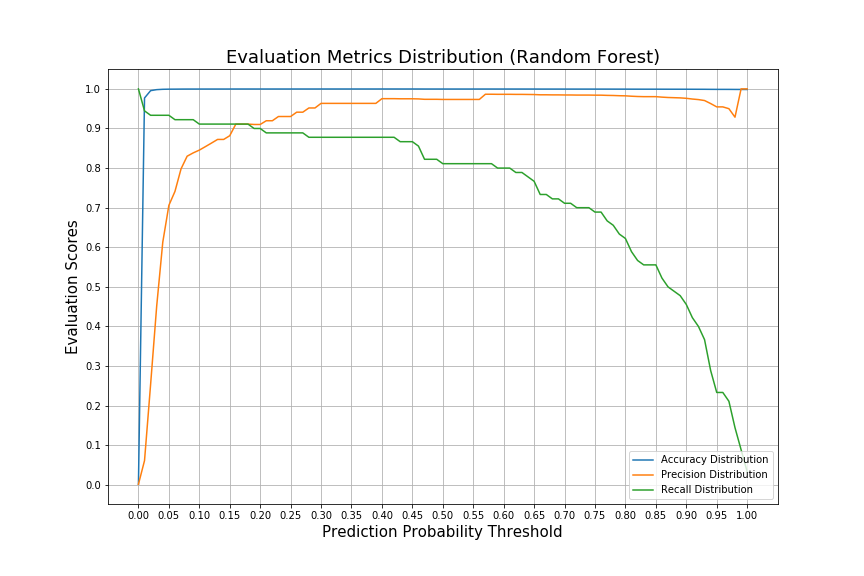 Evaluation Metrics Distribution (Random Forest)
Evaluation Scores
1.0
0.9
0.8
0.7
0.6
0.5
0.4
0.3
0.2
0.1
0.0
Accuracy Distribution
Precision Distribution
Recall Distribution
0.00 0.05 0.10 0.15 0.20 0.25 0.30 0.35 0.40 0.45 0.50 0.55 0.60 0.65 0.70 0.75 0.80 0.85 0.90 0.95 1.00
Prediction Probability Threshold